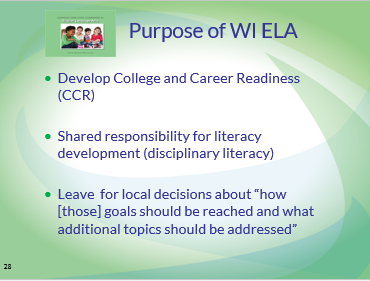 Purpose of WI ELA
• Develop College and Career Readiness
(CCR)
• Shared responsibility for literacy
development (disciplinary literacy)
• Leave for local decisions about “how
[those] goals should be reached and what
additional topics should be addressed”
28